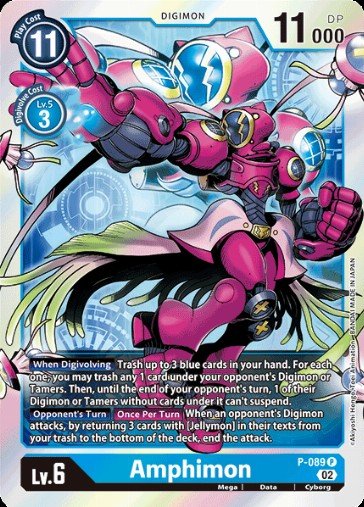 Play Cost
11
DIGIMON
11000
DP
Digivolve Cost
Lv.5
3
When Digivolving Trash up to 3 blue cards in your hand. For each
one, you may trash any 1 card under your opponent's Digimon or
Tamers. Then, until the end of your opponent's turn, 1 of their
Digimon or Tamers without cards under it can't suspend.
Opponent's Turn Once Per Turn When an opponent's Digimon
attacks, by returning 3 cards with [Jellymon] in their texts from
your trash to the bottom of the deck, end the attack.
P-089 P
Lv.6
Amphimon
02
Mega | Data | Cyborg